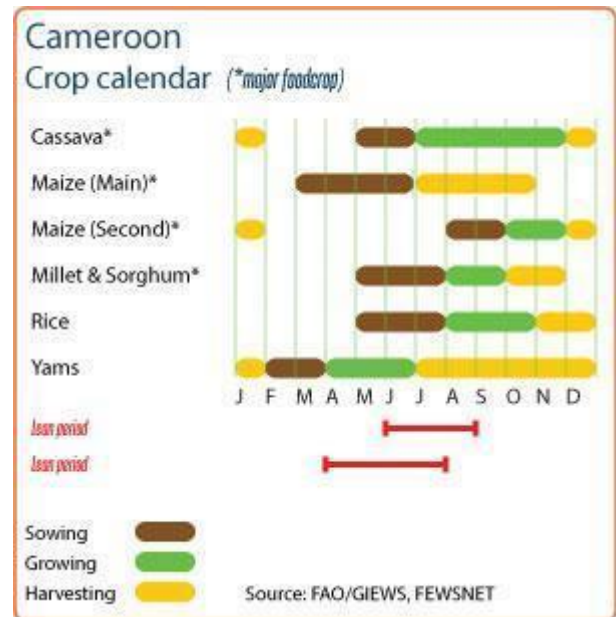 Cameroon
Crop calendar (*major foodcrop)
Cassava*
Maize (Main)*
Maize (Second)*
Millet & Sorghum*
Rice
Yams
J F M A M J J A S O N D
lean period
lean period
Sowing
Growing
Harvesting
Source: FAO/GIEWS, FEWSNET